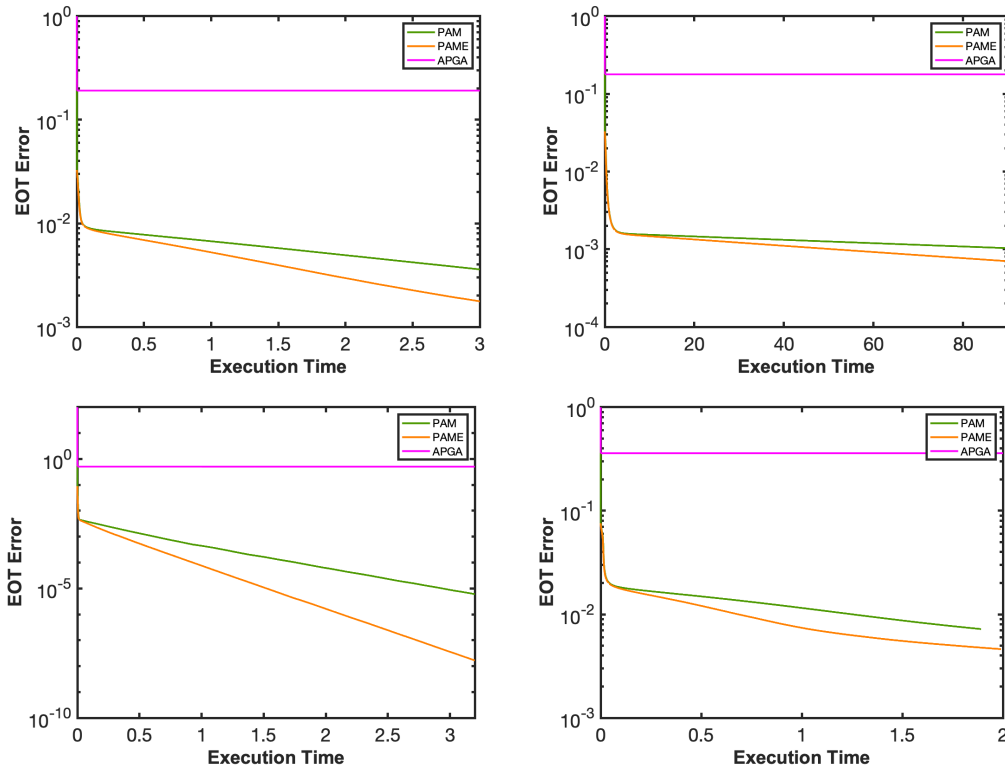 EOT Error
10^0
10^-1
10^-2
10^-3
0 0.5 1 1.5 2 2.5 3
Execution Time
PAM
PAME
APGA
EOT Error
10^0
10^-1
10^-2
10^-3
10^-4
0 20 40 60 80
Execution Time
PAM
PAME
APGA
EOT Error
10^0
10^-5
10^-10
0 0.5 1 1.5 2 2.5 3
Execution Time
PAM
PAME
APGA
EOT Error
10^0
10^-1
10^-2
10^-3
0 0.5 1 1.5 2
Execution Time
PAM
PAME
APGA